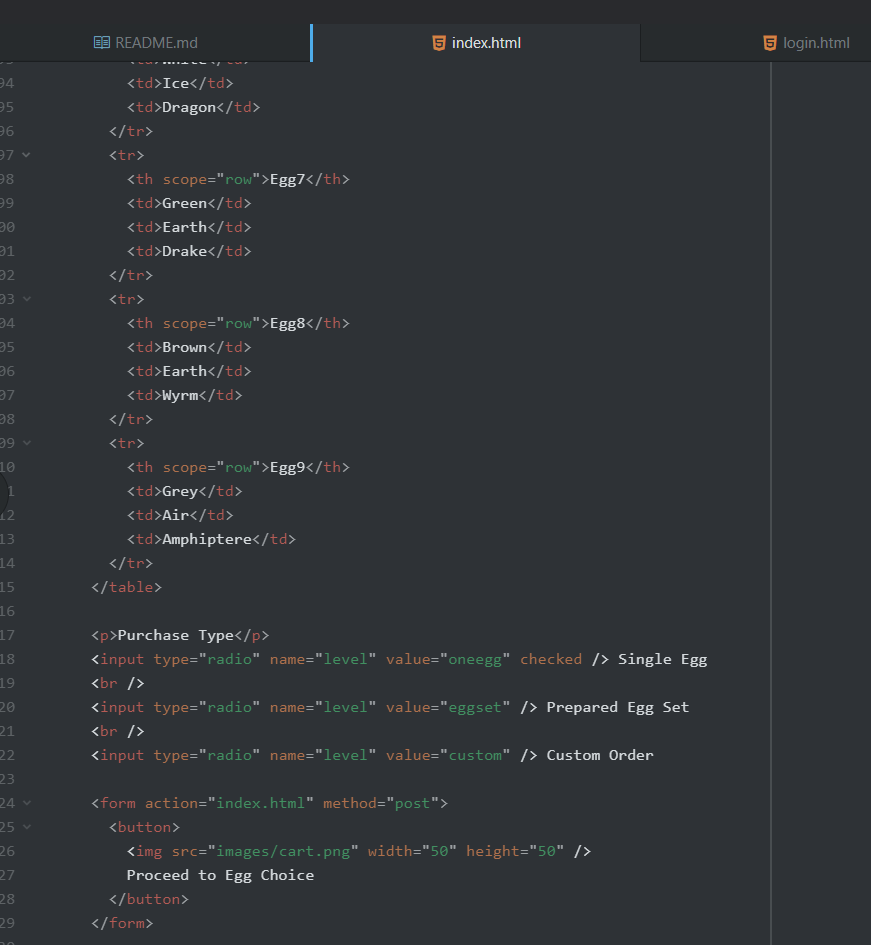 README.md
index.html
login.html
94 <td>Ice</td>
95 <td>Dragon</td>
96 </tr>
97 <tr>
98 <th scope="row">Egg7</th>
99 <td>Green</td>
00 <td>Earth</td>
01 <td>Drake</td>
02 </tr>
03 <tr>
04 <th scope="row">Egg8</th>
05 <td>Brown</td>
06 <td>Earth</td>
07 <td>Wyrm</td>
08 </tr>
09 <tr>
10 <th scope="row">Egg9</th>
1 <td>Grey</td>
12 <td>Air</td>
13 <td>Amphiptere</td>
14 </tr>
15 </table>
16
17 <p>Purchase Type</p>
18 <input type="radio" name="level" value="oneegg" checked /> Single Egg
19 <br />
20 <input type="radio" name="level" value="eggset" /> Prepared Egg Set
21 <br />
22 <input type="radio" name="level" value="custom" /> Custom Order
23
24 <form action="index.html" method="post">
25 <button>
26 <img src="images/cart.png" width="50" height="50" />
27 Proceed to Egg Choice
28 </button>
29 </form>